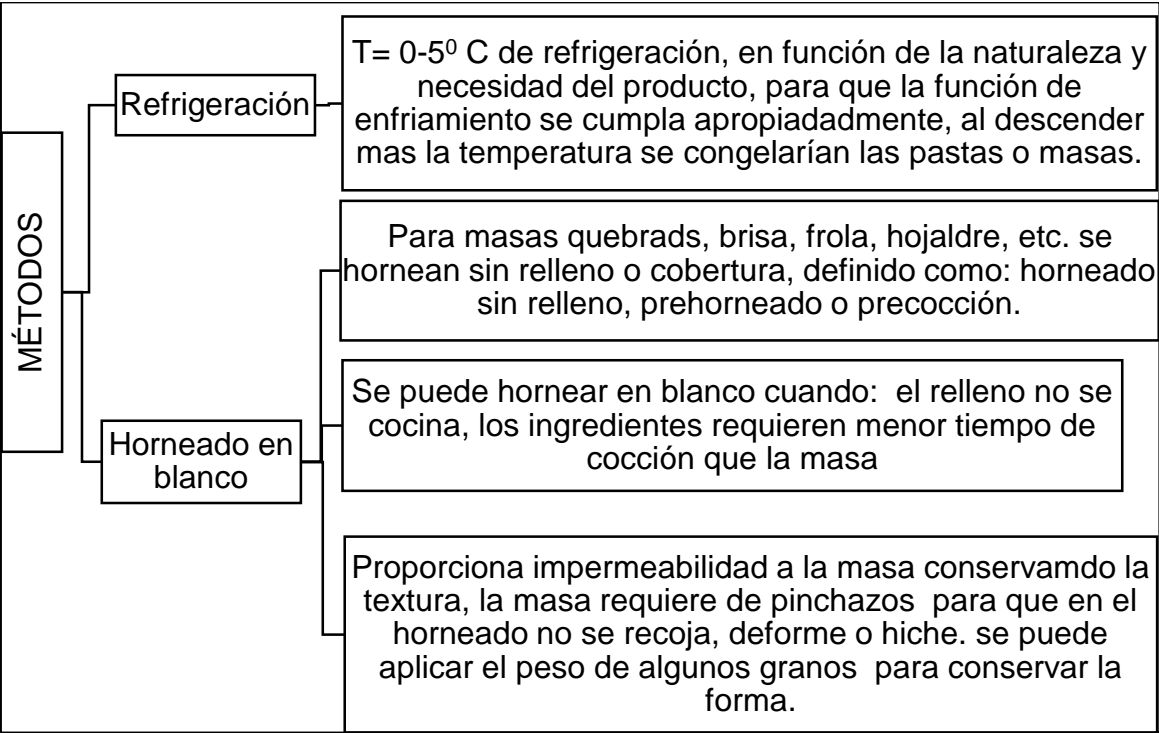 MÉTODOS
Refrigeración
T= 0-5⁰ C de refrigeración, en función de la naturaleza y
necesidad del producto, para que la función de
enfriamiento se cumpla apropiadadmente, al descender
mas la temperatura se congelarían las pastas o masas.
Horneado en
blanco
Para masas quebrads, brisa, frola, hojaldre, etc. se
hornean sin relleno o cobertura, definido como: horneado
sin relleno, prehorneado o precocción.
Se puede hornear en blanco cuando:  el relleno no se
cocina, los ingredientes requieren menor tiempo de
cocción que la masa
Proporciona impermeabilidad a la masa conservamdo la
textura, la masa requiere de pinchazos  para que en el
horneado no se recoja, deforme o hiche. se puede
aplicar el peso de algunos granos  para conservar la
forma.